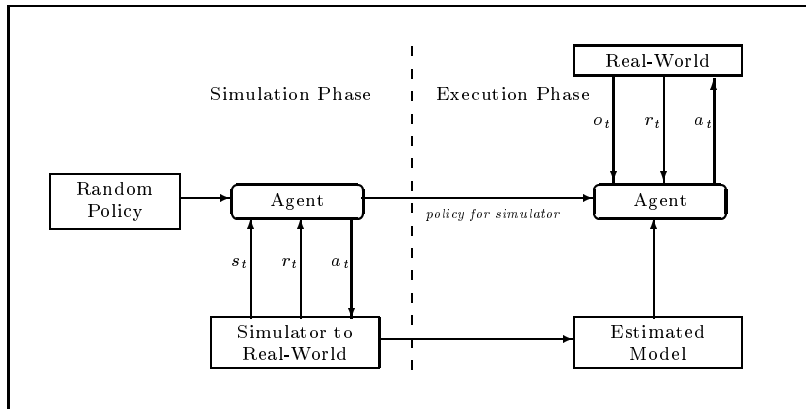 Real-World
Simulation Phase
Execution Phase
o_t
r_t
a_t
Random
Policy
Agent
policy for simulator
Agent
s_t
r_t
a_t
Simulator to
Real-World
Estimated
Model